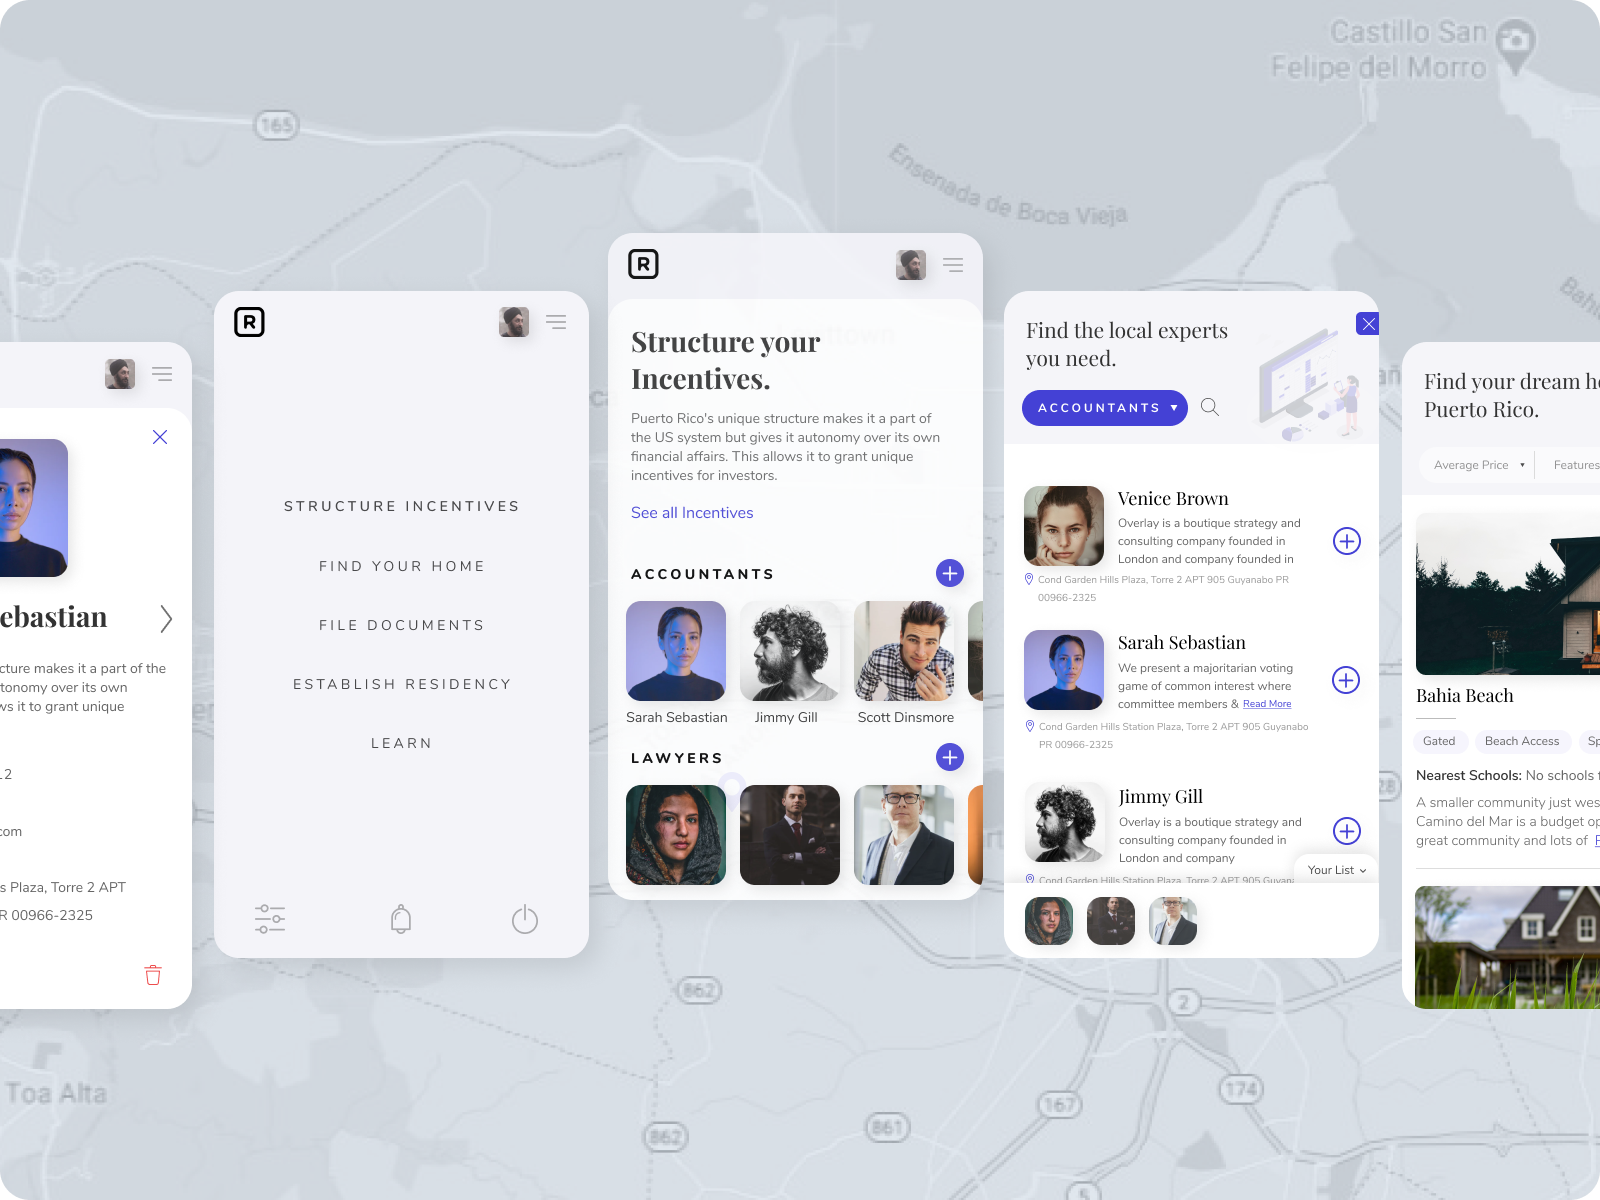 Castillo San
Felipe del Morro
165
Ensenada de Boca Vieja
862
862
861
2
167
174
5
Toa Alta
ebastian
cture makes it a part of the
tonomy over its own
ws it to grant unique
12
com
s Plaza, Torre 2 APT
R 00966-2325
R
STRUCTURE INCENTIVES
FIND YOUR HOME
FILE DOCUMENTS
ESTABLISH RESIDENCY
LEARN
R
Structure your
Incentives.
Puerto Rico's unique structure makes it a part of
the US system but gives it autonomy over its own
financial affairs. This allows it to grant unique
incentives for investors.
See all Incentives
ACCOUNTANTS
Sarah Sebastian
Jimmy Gill
Scott Dinsmore
LAWYERS
Find the local experts
you need.
ACCOUNTANTS
Venice Brown
Overlay is a boutique strategy and
consulting company founded in
London and company founded in
Cond Garden Hills Plaza, Torre 2 APT 905 Guyanabo PR
00966-2325
Sarah Sebastian
We present a majoritarian voting
game of common interest where
committee members & Read More
Cond Garden Hills Station Plaza, Torre 2 APT 905 Guyanabo
PR 00966-2325
Jimmy Gill
Overlay is a boutique strategy and
consulting company founded in
London and company
Cond Garden Hills Station Plaza, Torre 2 APT 905 Guyana
Your List
Find your dream h
Puerto Rico.
Average Price
Features
Bahia Beach
Gated
Beach Access
Sp
Nearest Schools: No schools
A smaller community just wes
Camino del Mar is a budget op
great community and lots of